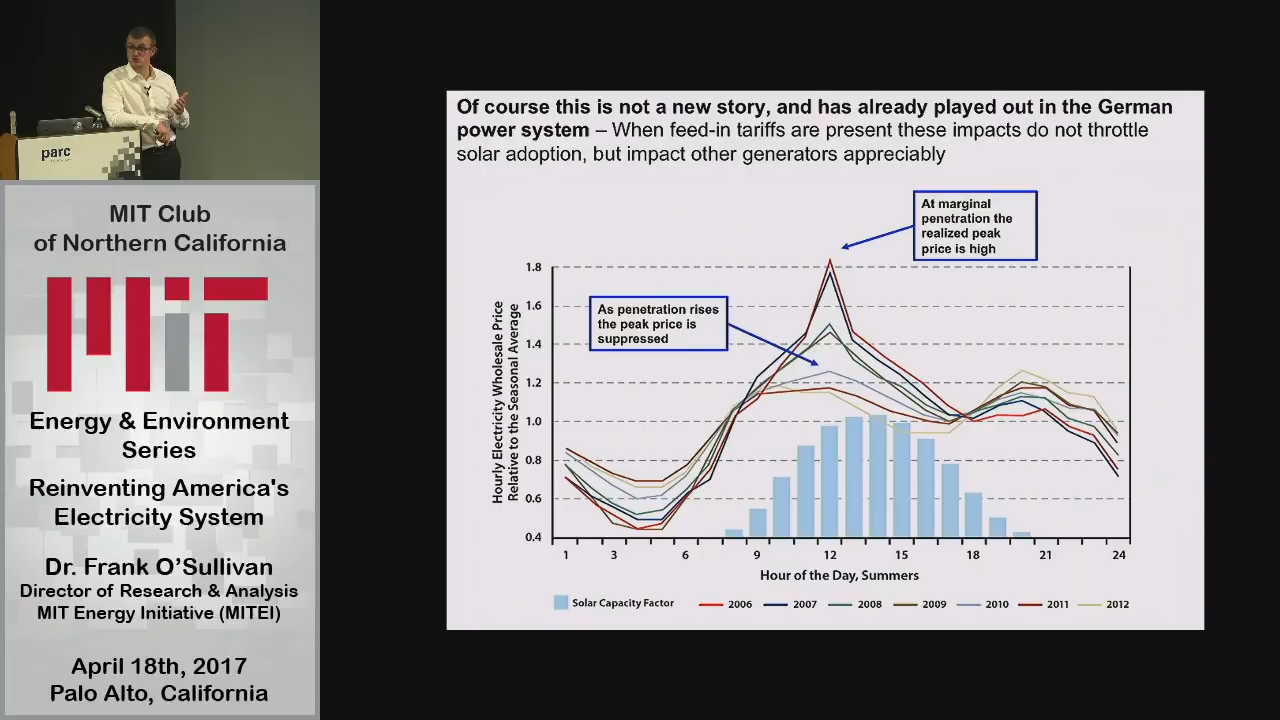 parc
MIT Club
of Northern California
MIT
Energy & Environment
Series
Reinventing America's
Electricity System
Dr. Frank O'Sullivan
Director of Research & Analysis
MIT Energy Initiative (MITEI)
April 18th, 2017
Palo Alto, California
Of course this is not a new story, and has already played out in the German
power system – When feed-in tariffs are present these impacts do not throttle
solar adoption, but impact other generators appreciably
At marginal
penetration the
realized peak
price is high
As penetration rises
the peak price is
suppressed
Hourly Electricity Wholesale Price
Relative to the Seasonal Average
1.8
1.6
1.4
1.2
1.0
0.8
0.6
0.4
1 3 6 9 12 15 18 21 24
Hour of the Day, Summers
Solar Capacity Factor 2006 2007 2008 2009 2010 2011 2012